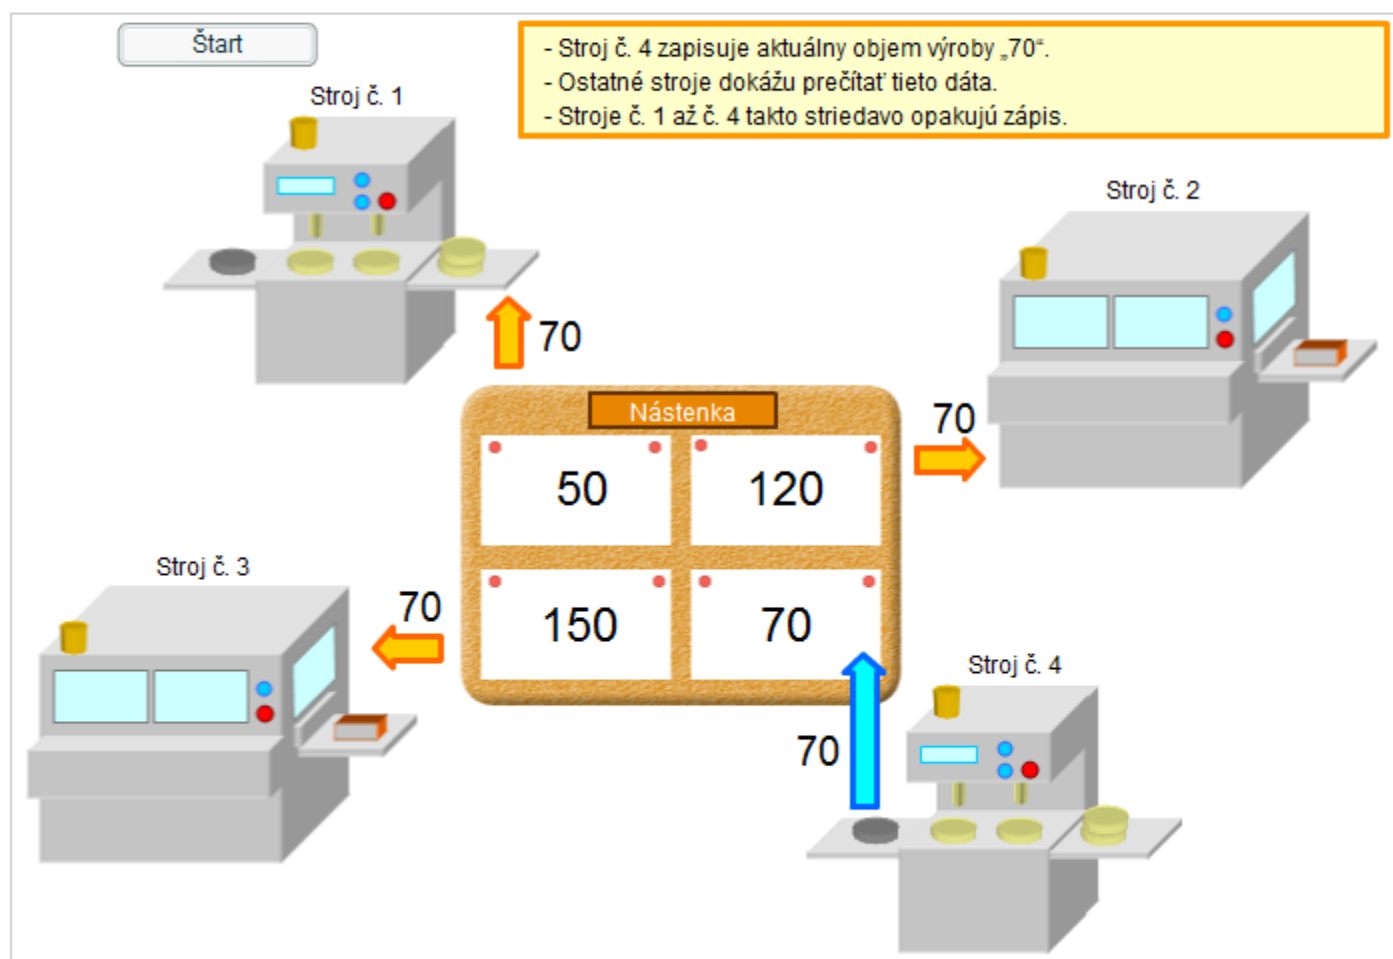 Štart
- Stroj č. 4 zapisuje aktuálny objem výroby „70“.
- Ostatné stroje dokážu prečítať tieto dáta.
- Stroje č. 1 až č. 4 takto striedavo opakujú zápis.
Stroj č. 1
Stroj č. 2
70
Nástenka
70
50
120
Stroj č. 3
70
150
70
Stroj č. 4
70